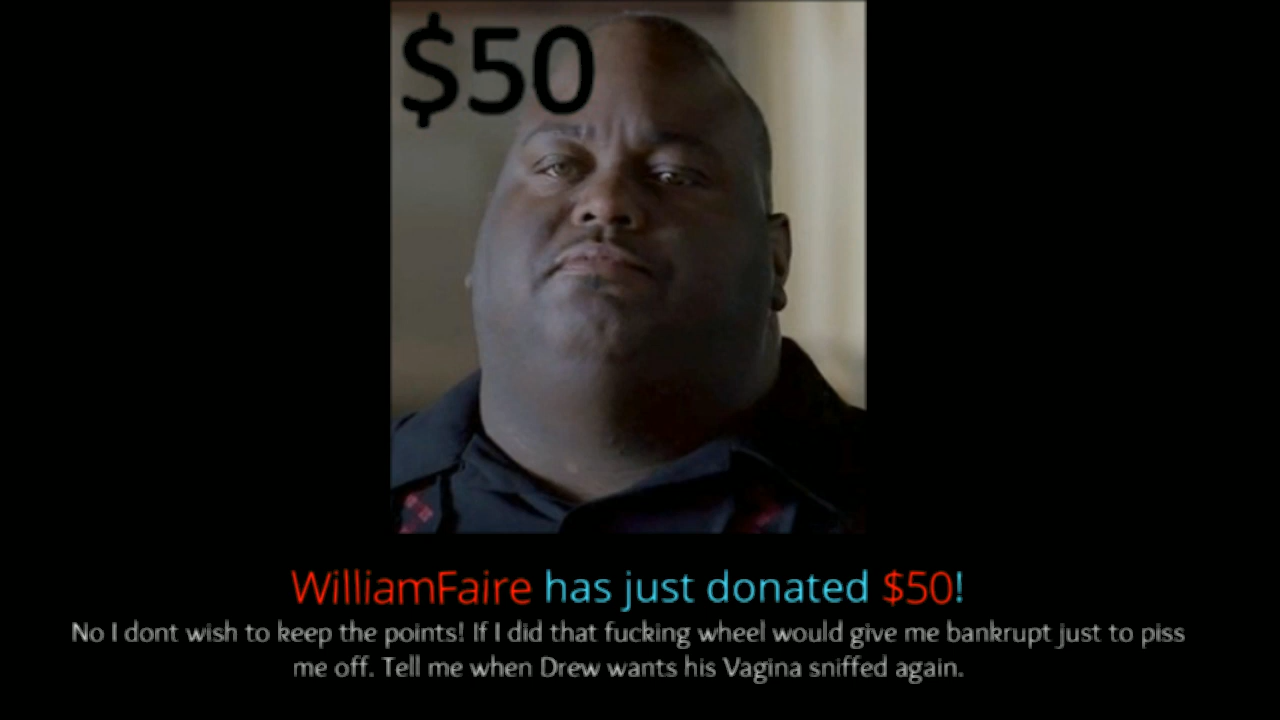 $50
WilliamFaire has just donated $50!
No I dont wish to keep the points! If I did that fucking wheel would give me bankrupt just to piss
me off. Tell me when Drew wants his Vagina sniffed again.